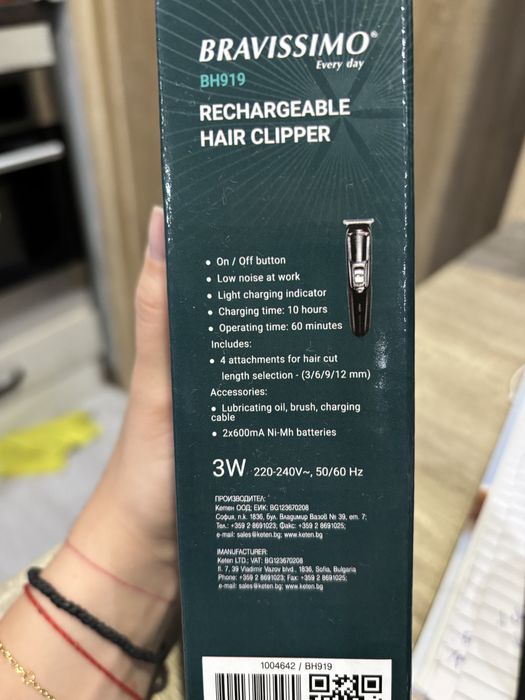 BRAVISSIMO®
Every day
BH919
RECHARGEABLE
HAIR CLIPPER
• On / Off button
• Low noise at work
• Light charging indicator
• Charging time: 10 hours
• Operating time: 60 minutes
Includes:
• 4 attachments for hair cut
length selection - (3/6/9/12 mm)
Accessories:
• Lubricating oil, brush, charging
cable
• 2x600mA Ni-Mh batteries
3W 220-240V~, 50/60 Hz
ПРОИЗВОДИТЕЛ:
Кетен ООД; ЕИК: BG123670208
София, п.к. 1836, бул. Владимир Вазов № 39, ет. 7;
Тел.: +359 2 8691023; Факс: +359 2 8691025;
e-mail: sales@keten.bg; www.keten.bg
MANUFACTURER:
Keten LTD.; VAT: BG123670208
fl. 7, 39 Vladimir Vazov blvd., 1836, Sofia, Bulgaria
Phone: +359 2 8691023; Fax: +359 2 8691025;
e-mail: sales@keten.bg; www.keten.bg
1004642 / BH919